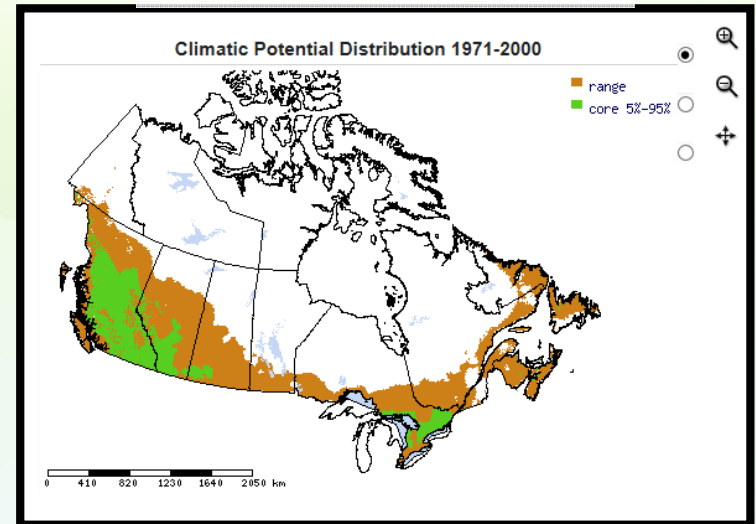 Climatic Potential Distribution 1971-2000
range
core 5%-95%
0 410 820 1230 1640 2050 km